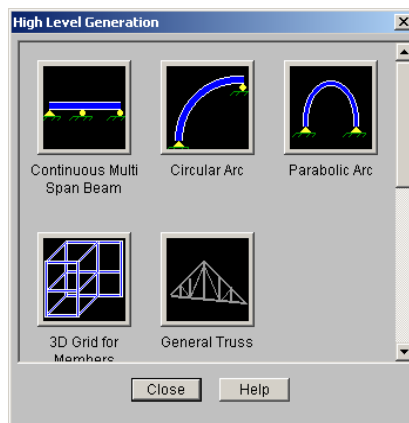 High Level Generation
Continuous Multi
Span Beam
Circular Arc
Parabolic Arc
3D Grid for
Members
General Truss
Close
Help